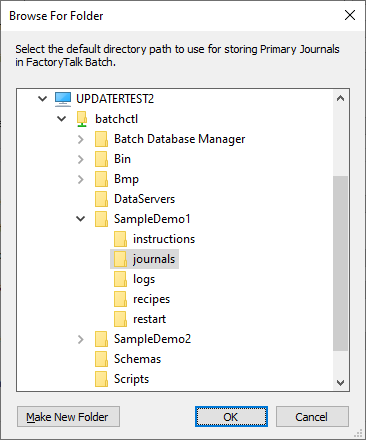 Browse For Folder
Select the default directory path to use for storing Primary Journals
in FactoryTalk Batch.
UPDATERTEST2
batchctl
Batch Database Manager
Bin
Bmp
DataServers
SampleDemo1
instructions
journals
logs
recipes
restart
SampleDemo2
Schemas
Scripts
Make New Folder
OK
Cancel